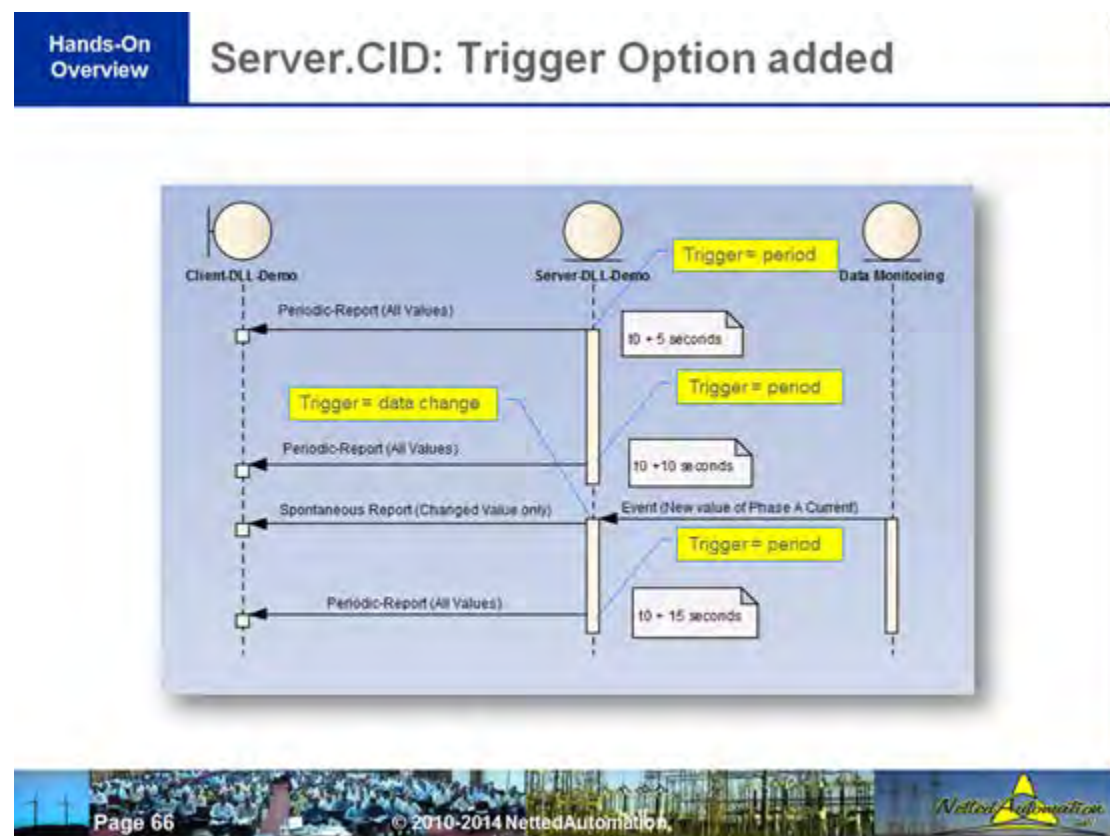 Hands-On
Overview
Server.CID: Trigger Option added
Trigger= period
Client-DLL-Demo
Server-DLL-Demo
Data Monitoring
Periodic-Report (All Values)
t0 + 5 seconds
Trigger= period
Trigger= data change
Periodic-Report (All Values)
t0 +10 seconds
Spontaneous Report (Changed Value only)
Event (New value of Phase A Current)
Trigger= period
Periodic-Report (All Values)
t0 + 15 seconds
Page 66
© 2010-2014 NettedAutomation,
NettedAutomation